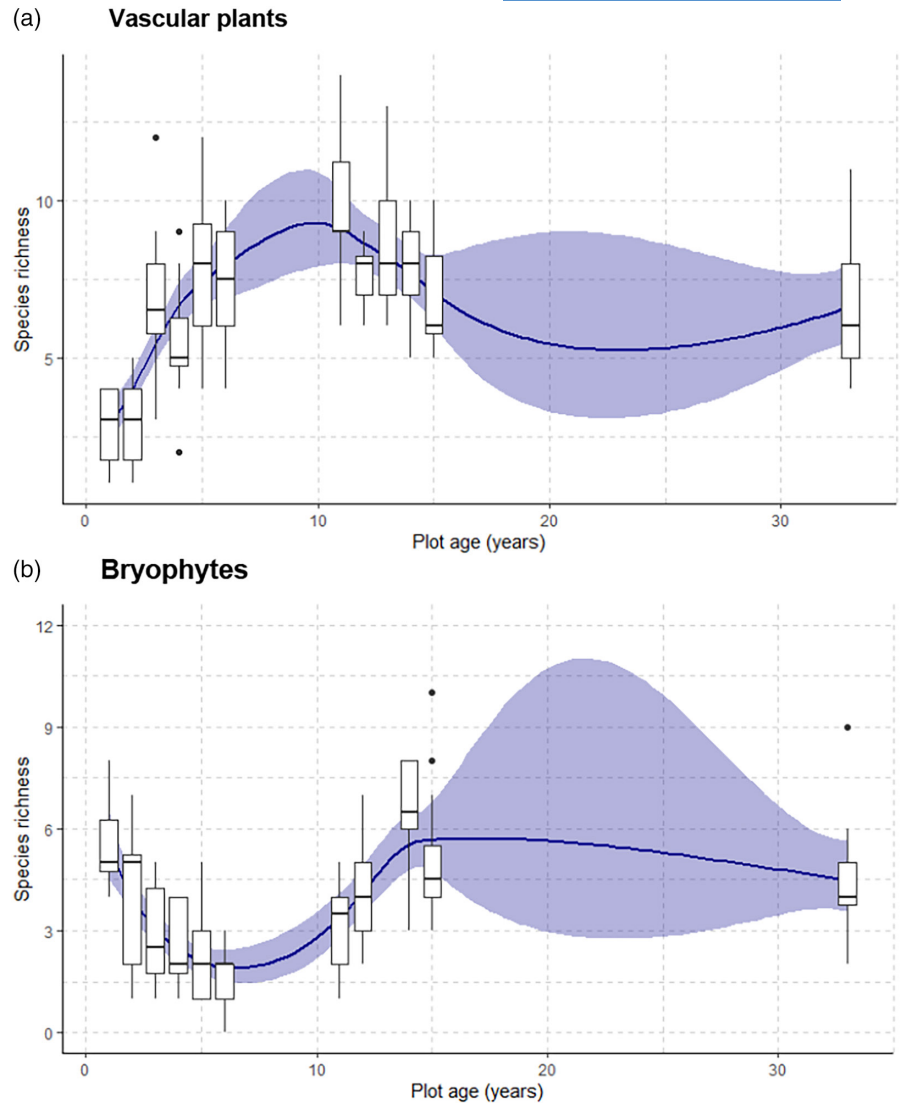 (a) Vascular plants
Species richness
10
5
0 10 20 30
Plot age (years)
(b) Bryophytes
Species richness
12
9
6
3
0
0 10 20 30
Plot age (years)